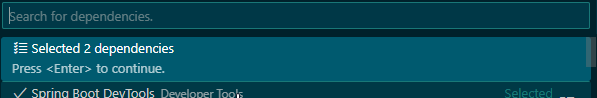 Search for dependencies.
Selected 2 dependencies
Press <Enter> to continue.
Spring Boot DevTools Developer Tools Selected